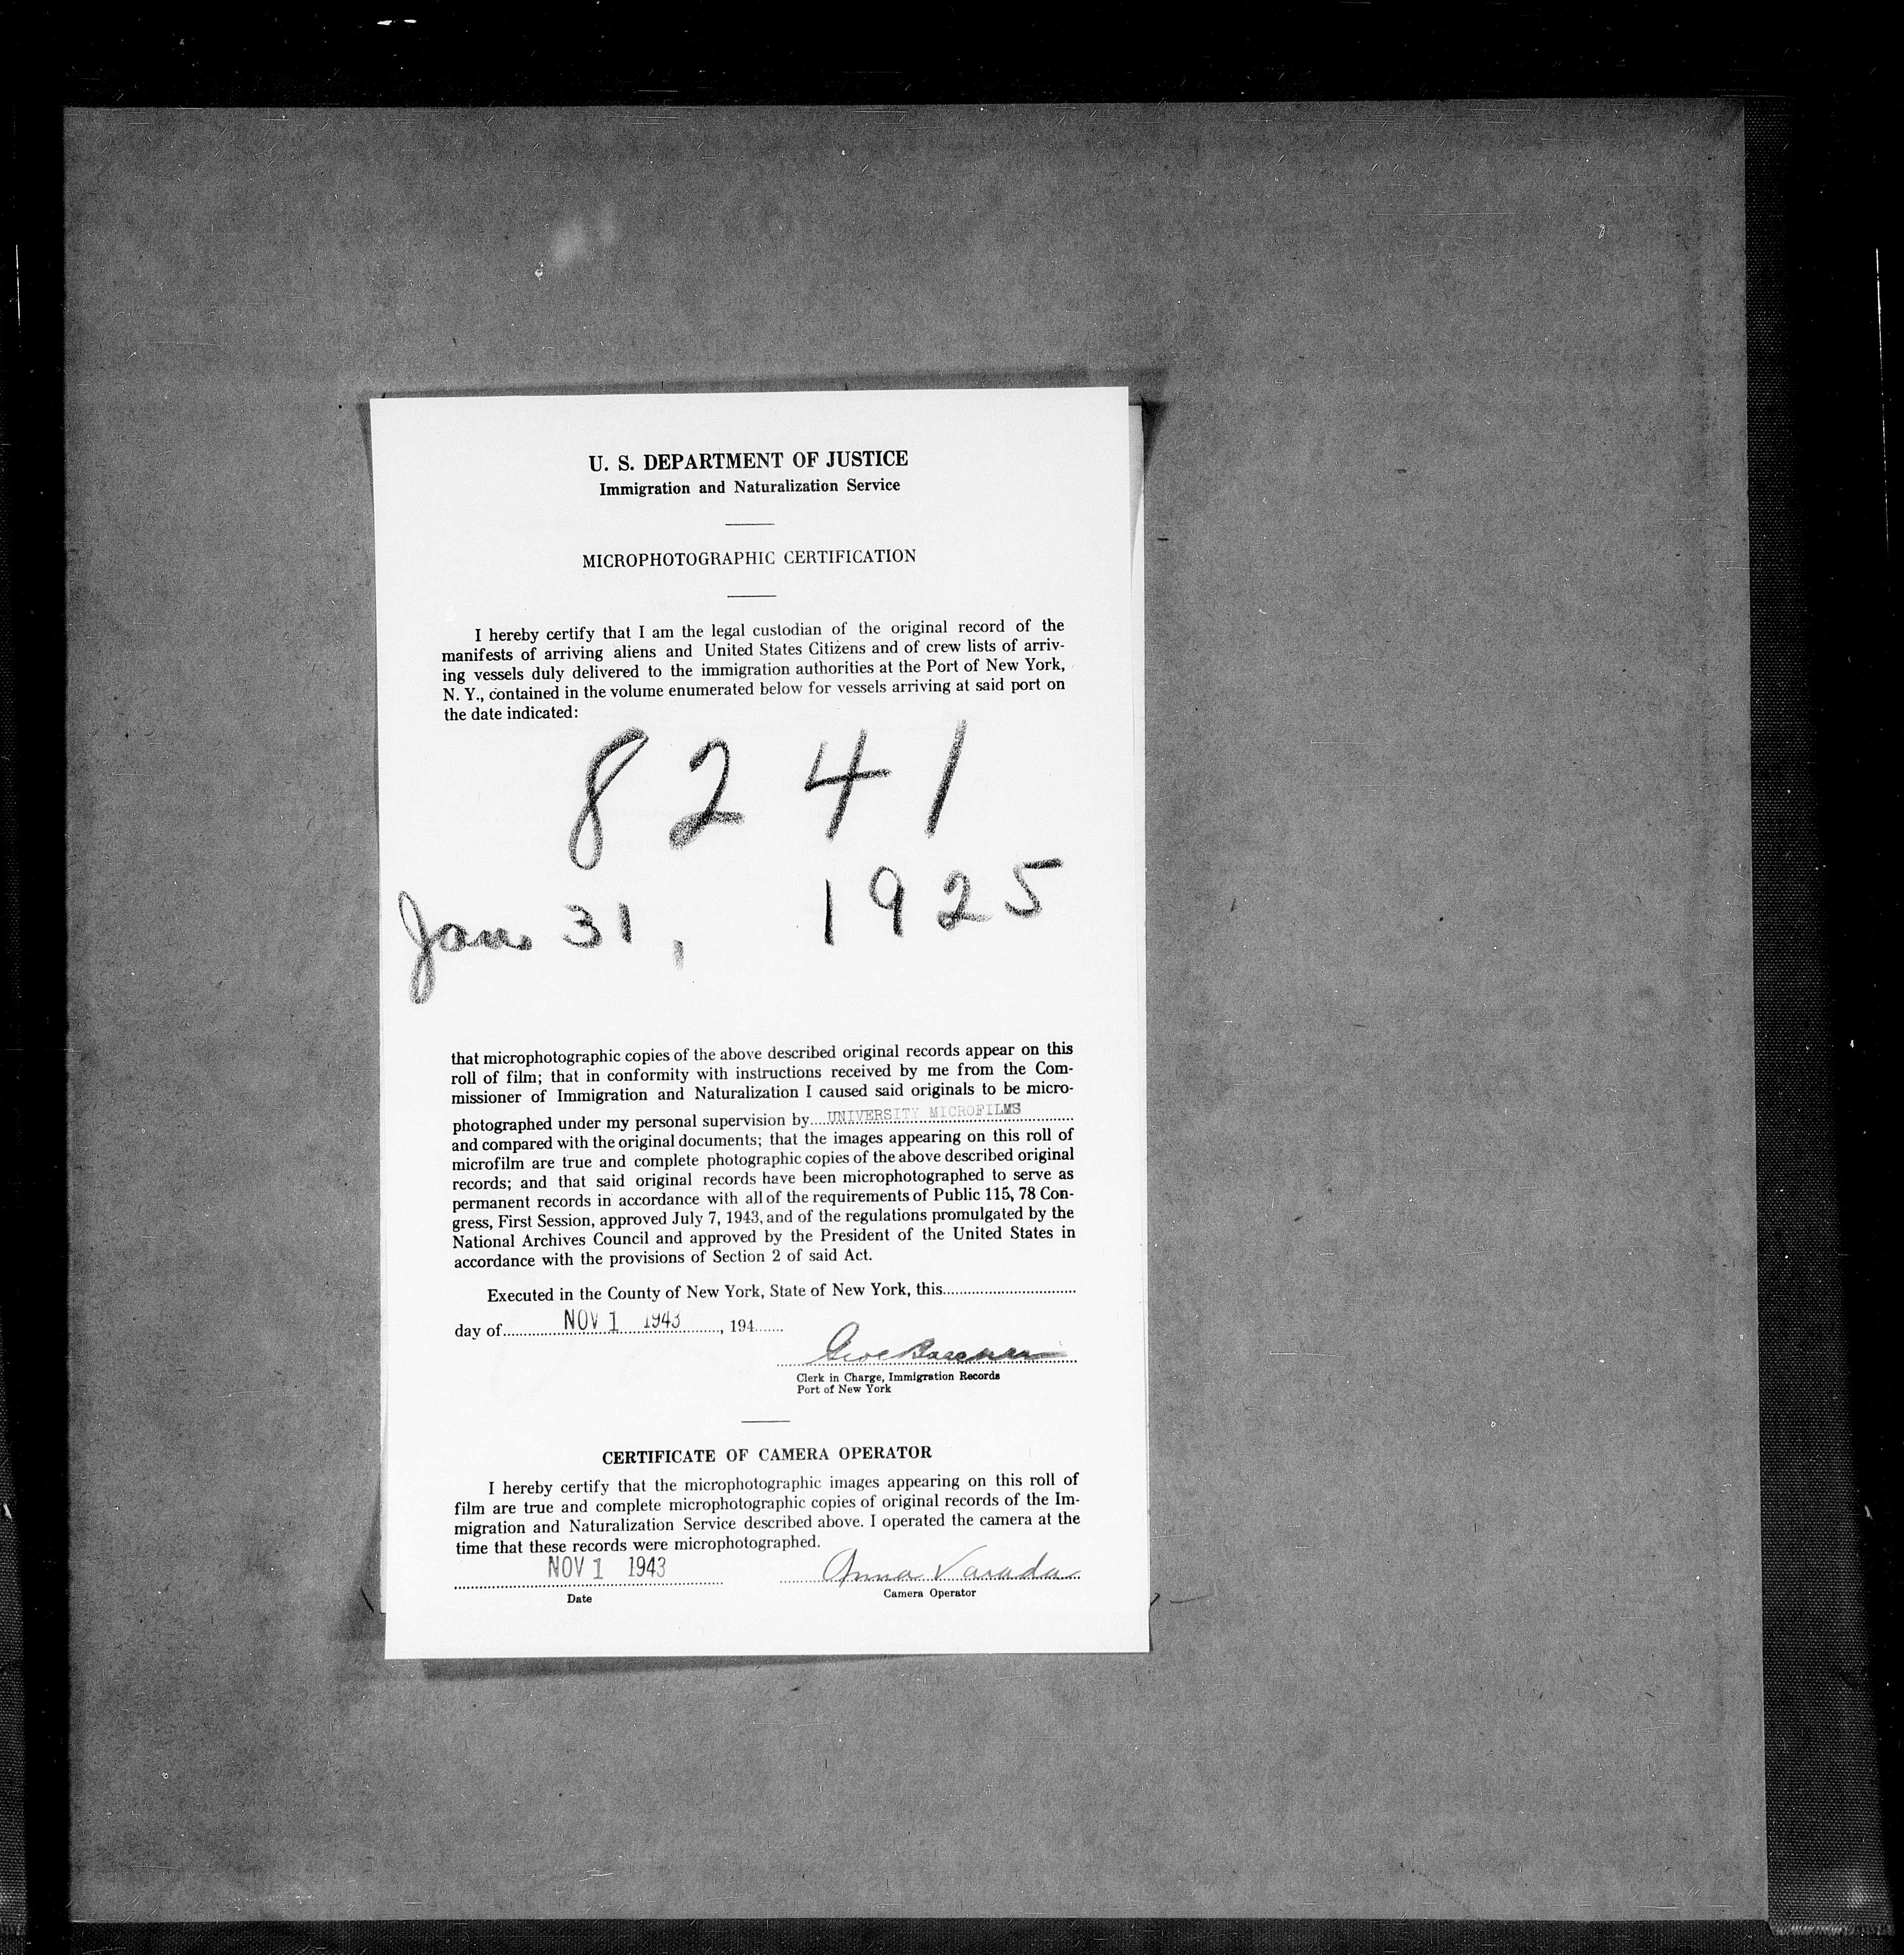 U. S. DEPARTMENT OF JUSTICE
Immigration and Naturalization Service
MICROPHOTOGRAPHIC CERTIFICATION
I hereby certify that I am the legal custodian of the original record of the
manifests of arriving aliens and United States Citizens and of crew lists of arriv-
ing vessels duly delivered to the immigration authorities at the Port of New York,
N. Y., contained in the volume enumerated below for vessels arriving at said port on
the date indicated:
8241
Jan. 31, 1925
that microphotographic copies of the above described original records appear on this
roll of film; that in conformity with instructions received by me from the Com-
missioner of Immigration and Naturalization I caused said originals to be micro-
photographed under my personal supervision by UNIVERSITY MICROFILMS
and compared with the original documents; that the images appearing on this roll of
microfilm are true and complete photographic copies of the above described original
records; and that said original records have been microphotographed to serve as
permanent records in accordance with all of the requirements of Public 115, 78 Con-
gress, First Session, approved July 7, 1943, and of the regulations promulgated by the
National Archives Council and approved by the President of the United States in
accordance with the provisions of Section 2 of said Act.
Executed in the County of New York, State of New York, this
day of NOV 1 1943, 194
Geo
Clerk in Charge, Immigration Records
Port of New York
CERTIFICATE OF CAMERA OPERATOR
I hereby certify that the microphotographic images appearing on this roll of
film are true and complete microphotographic copies of original records of the Im-
migration and Naturalization Service described above. I operated the camera at the
time that these records were microphotographed.
NOV 1 1943 Anna Varada
Date Camera Operator